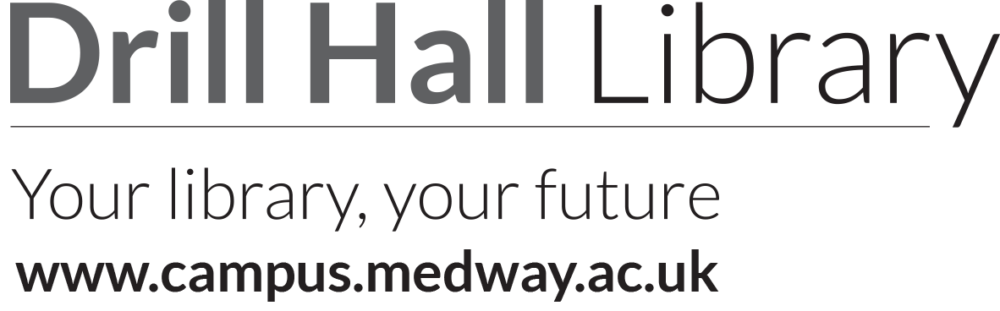 Drill Hall Library
Your library, your future
www.campus.medway.ac.uk